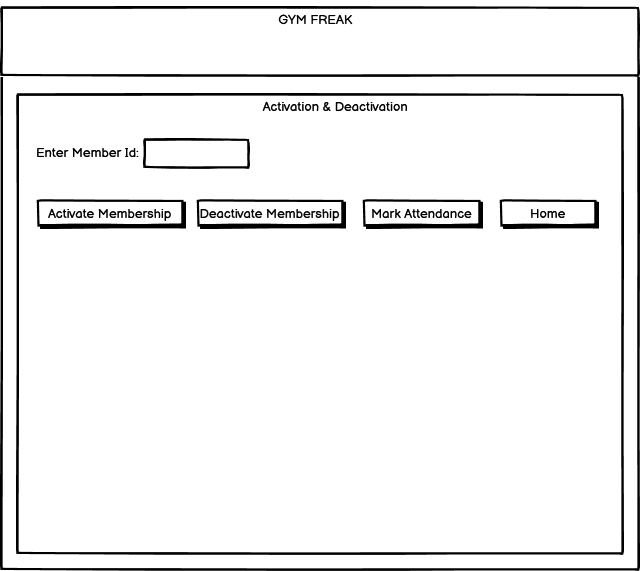 GYM FREAK
Activation & Deactivation
Enter Member Id:
Activate Membership Deactivate Membership Mark Attendance Home